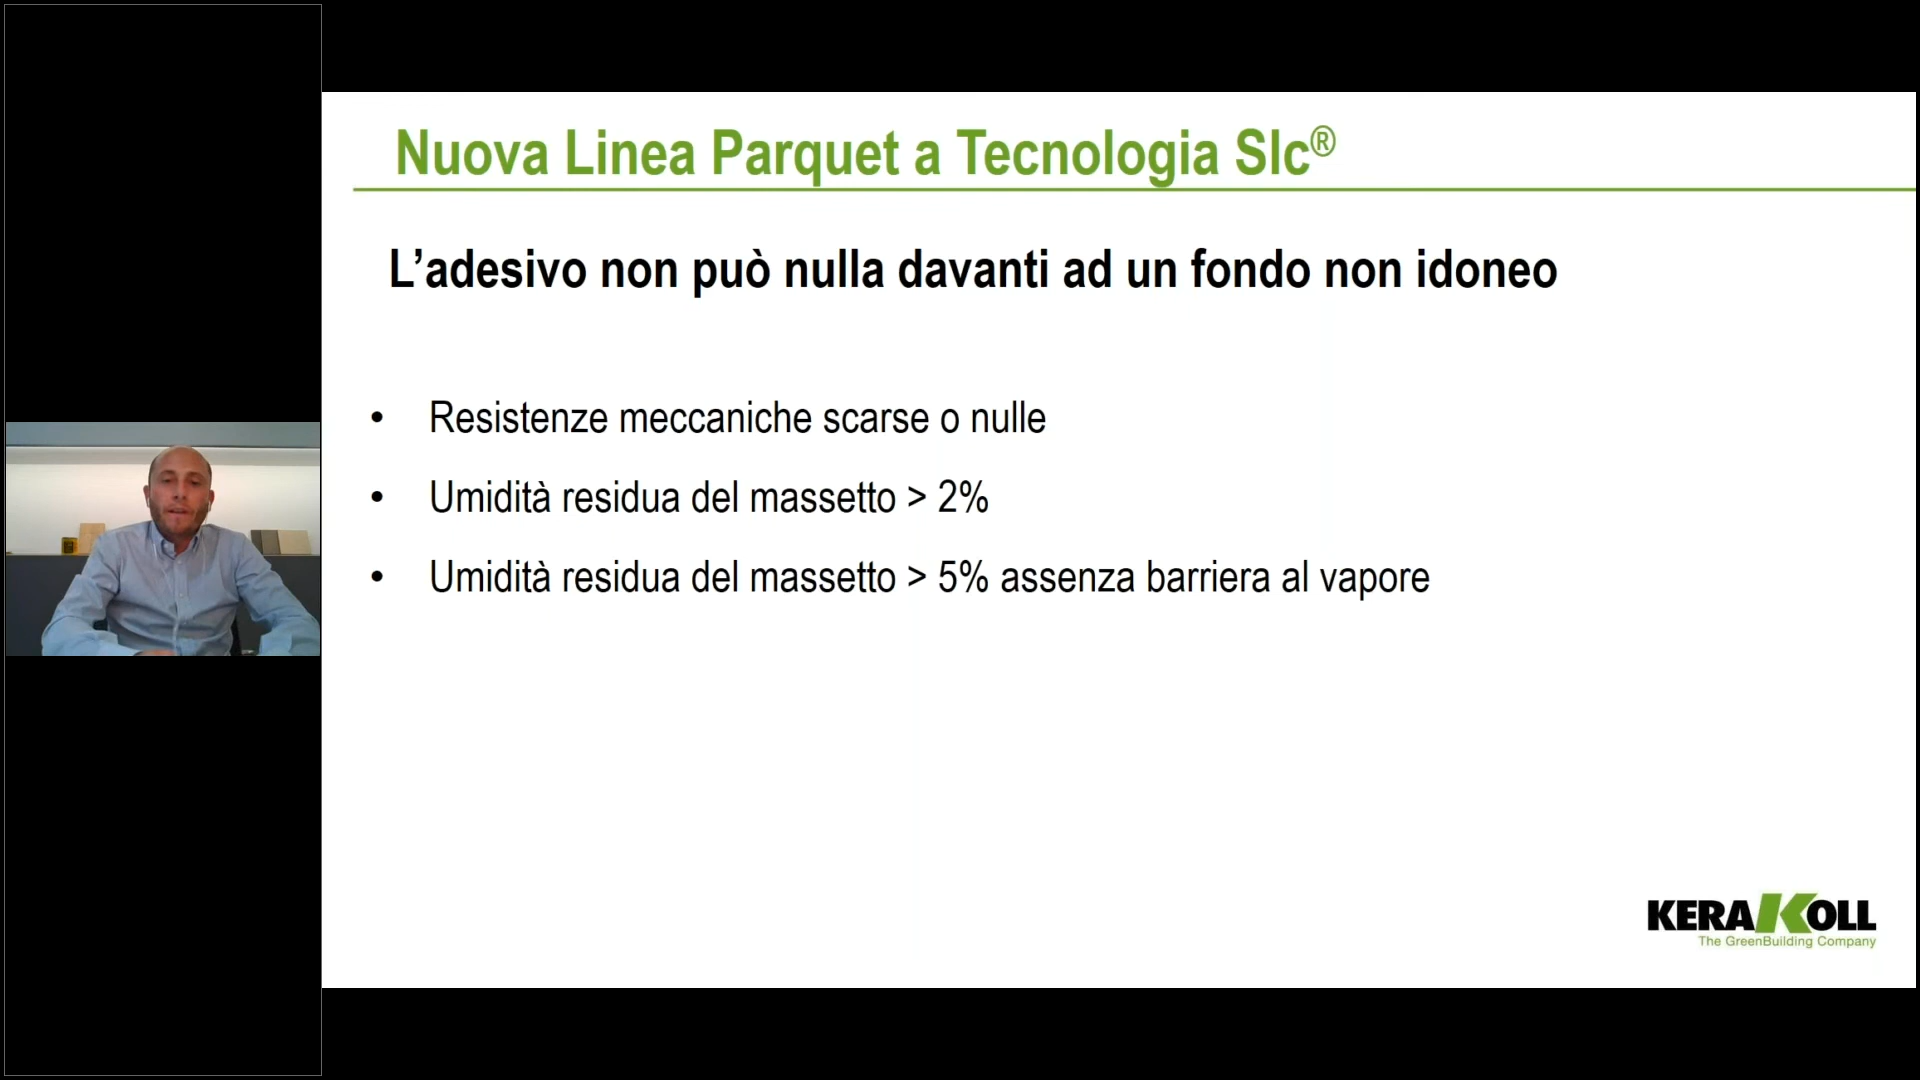 Nuova Linea Parquet a Tecnologia Slc®
L’adesivo non può nulla davanti ad un fondo non idoneo
• Resistenze meccaniche scarse o nulle
• Umidità residua del massetto > 2%
• Umidità residua del massetto > 5% assenza barriera al vapore
KERAKOLL
The GreenBuilding Company